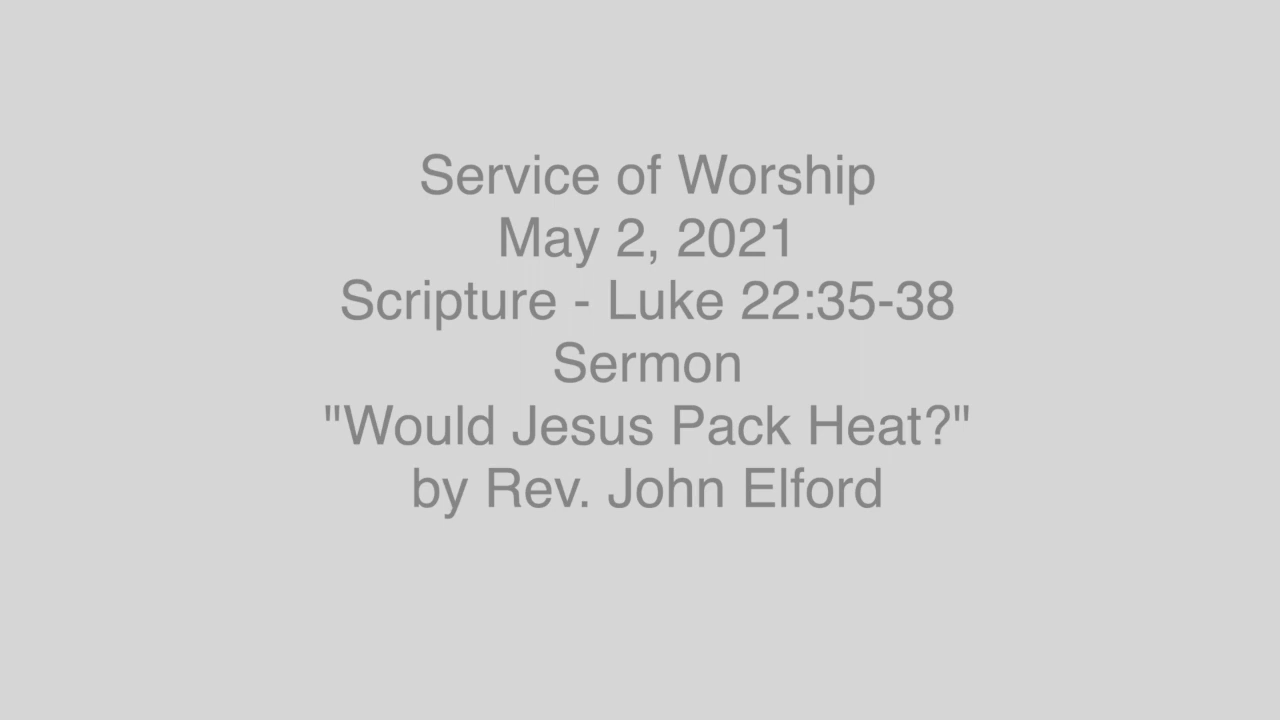 Service of Worship
May 2, 2021
Scripture - Luke 22:35-38
Sermon
"Would Jesus Pack Heat?"
by Rev. John Elford